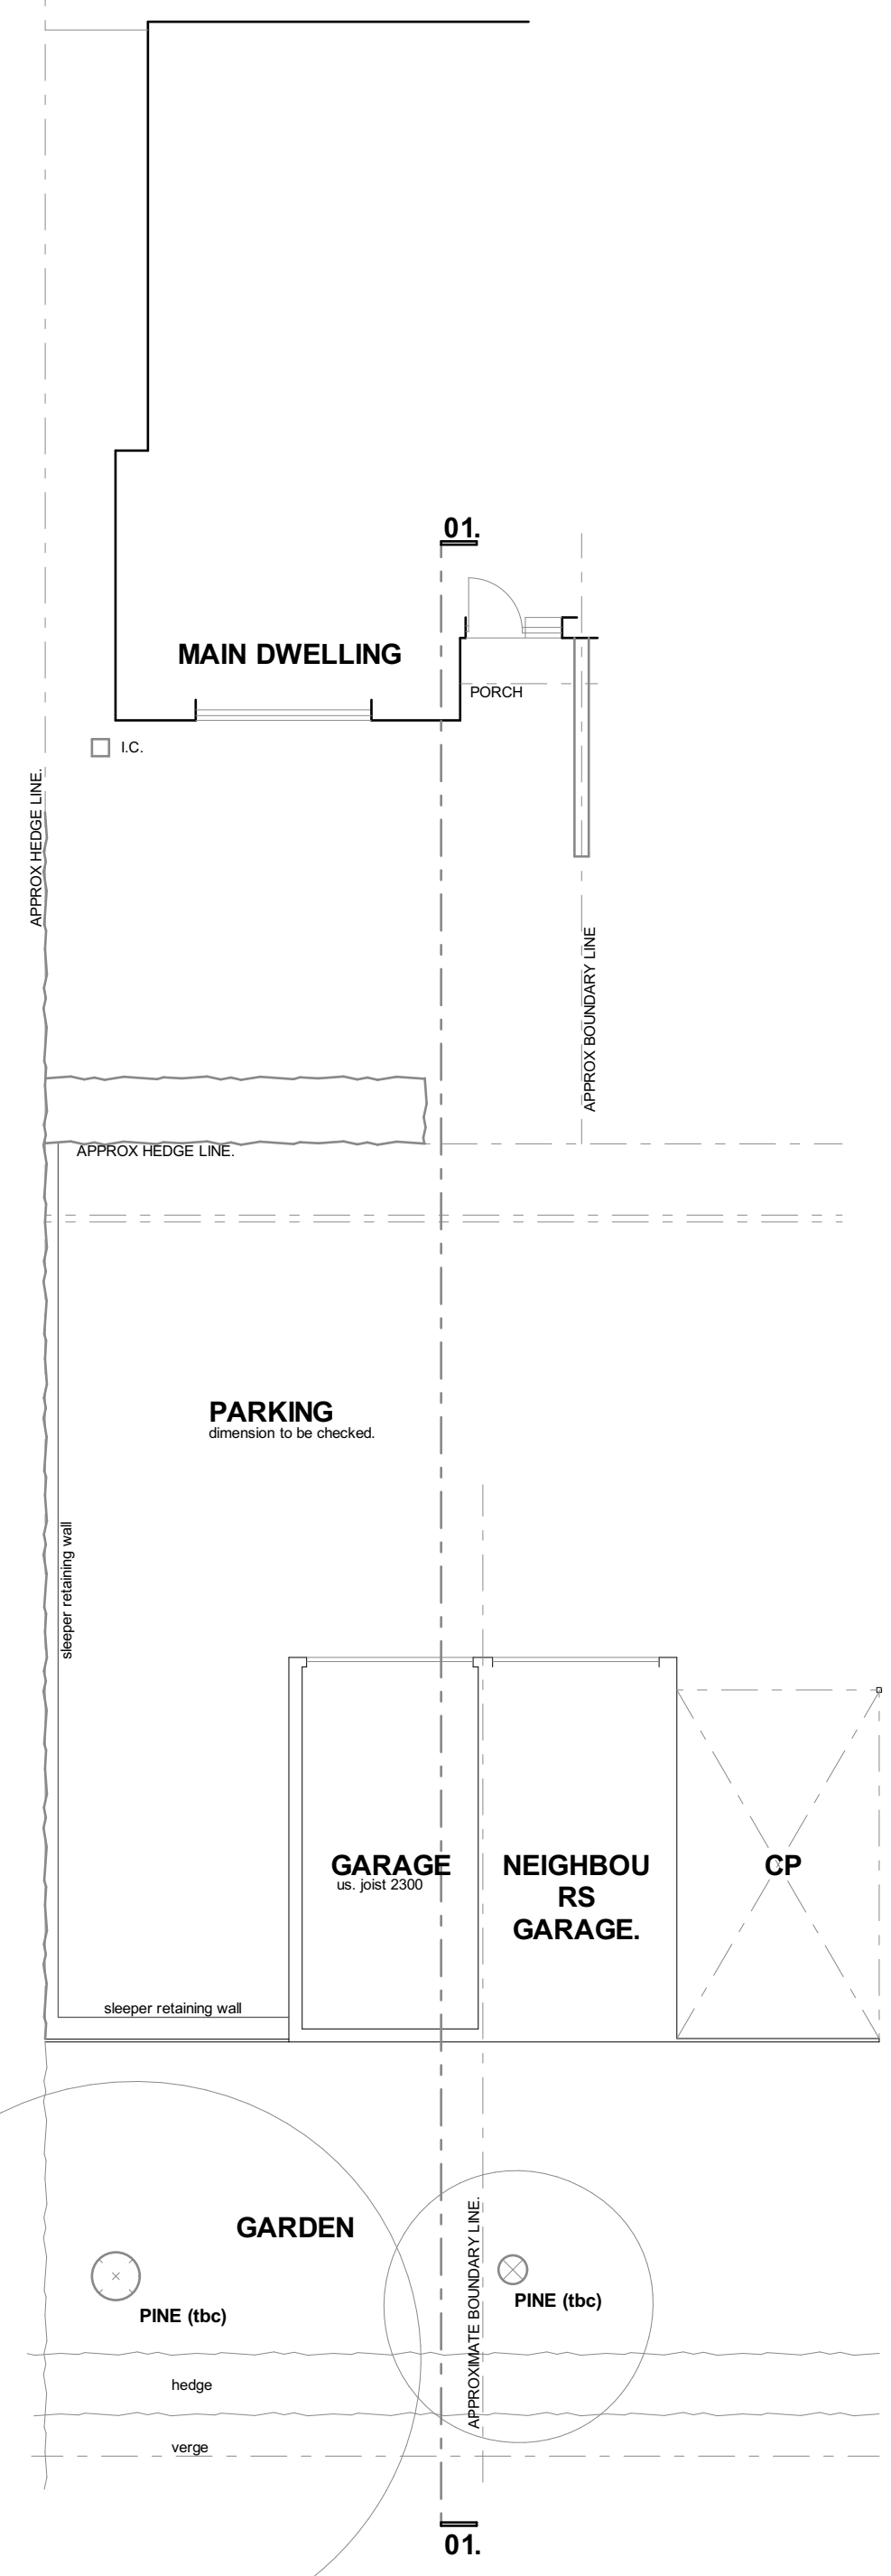 01.
MAIN DWELLING
PORCH
I.C.
APPROX HEDGE LINE.
APPROX BOUNDARY LINE
APPROX HEDGE LINE.
PARKING
dimension to be checked.
sleeper retaining wall
GARAGE
us. joist 2300
NEIGHBOU
RS
GARAGE.
CP
sleeper retaining wall
GARDEN
APPROXIMATE BOUNDARY LINE.
PINE (tbc)
PINE (tbc)
hedge
verge
01.